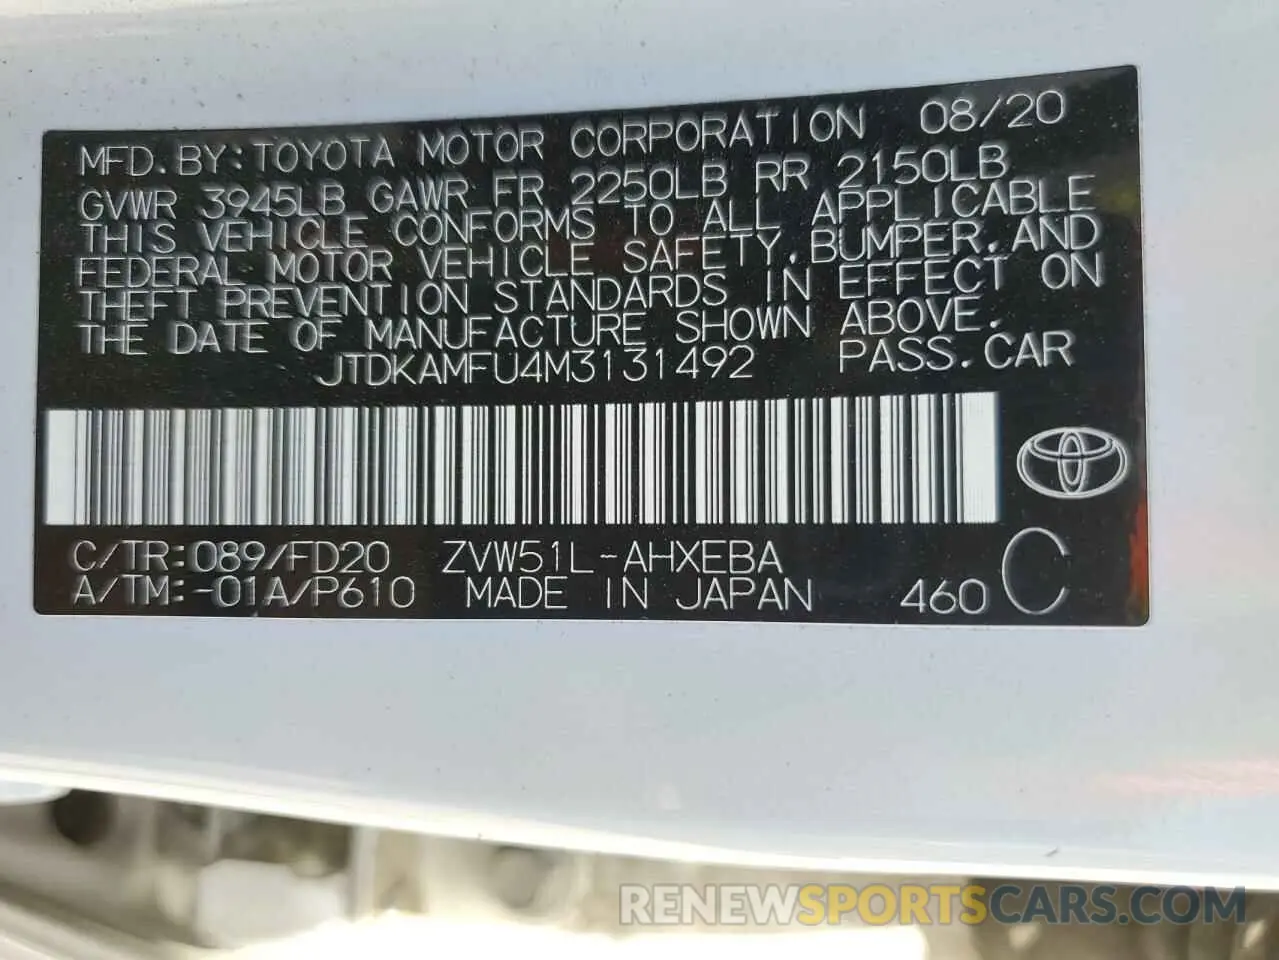 MFD.BY:TOYOTA MOTOR CORPORATION 08/20
GVWR 3945LB GAWR FR 2250LB RR 2150LB
THIS VEHICLE CONFORMS TO ALL APPLICABLE
FEDERAL MOTOR VEHICLE SAFETY,BUMPER,AND
THEFT PREVENTION STANDARDS IN EFFECT ON
THE DATE OF MANUFACTURE SHOWN ABOVE.
JTDKAMFU4M3131492 PASS.CAR
C/TR:089/FD20 ZVW51L-AHXEBA
A/TM:-01A/P610 MADE IN JAPAN 460 C
RENEWSPORTSCARS.COM